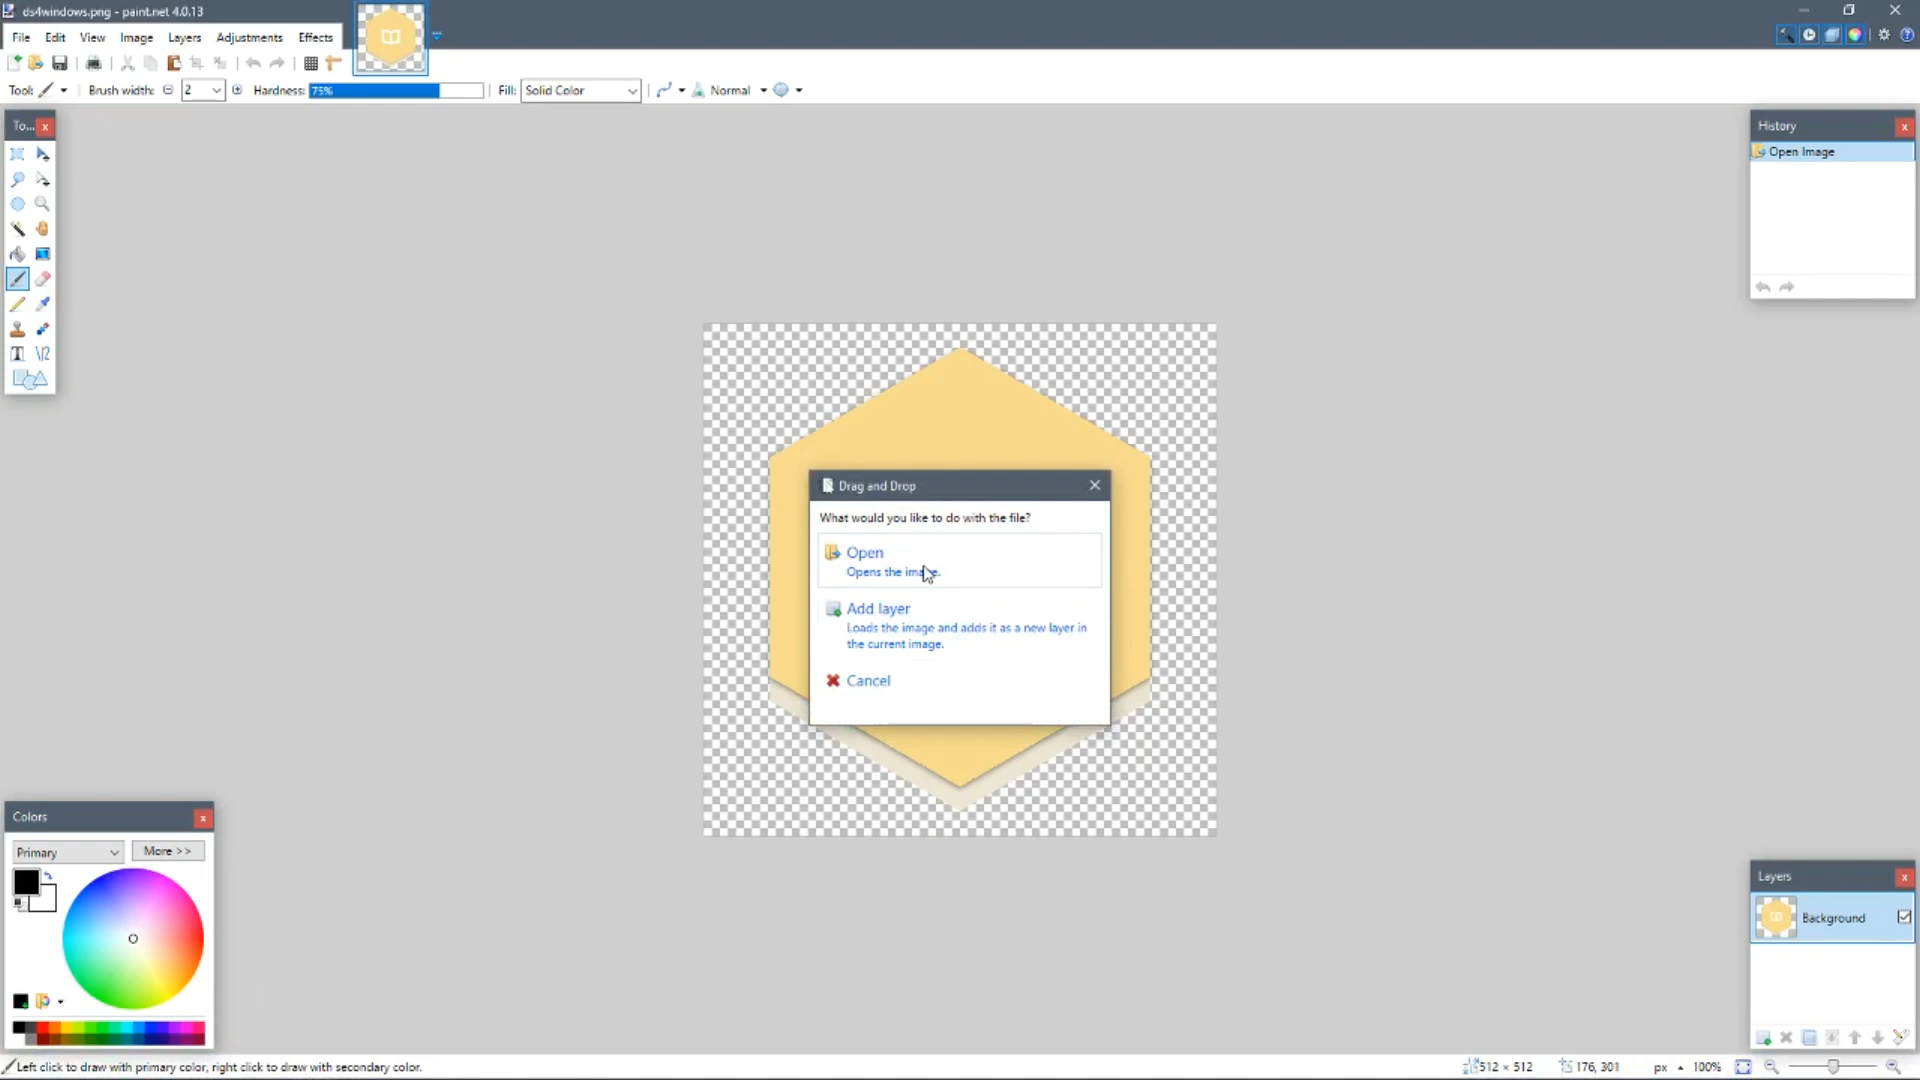 ds4windows.png - paint.net 4.0.13
File Edit View Image Layers Adjustments Effects
Tool: Brush width: 2 Hardness: 75% Fill: Solid Color Normal
To...
History
Open Image
Drag and Drop
What would you like to do with the file?
Open
Opens the image.
Add layer
Loads the image and adds it as a new layer in
the current image.
Cancel
Colors
Primary More >>
Layers
Background
Left click to draw with primary color, right click to draw with secondary color.
512 × 512 176, 301 px 100%